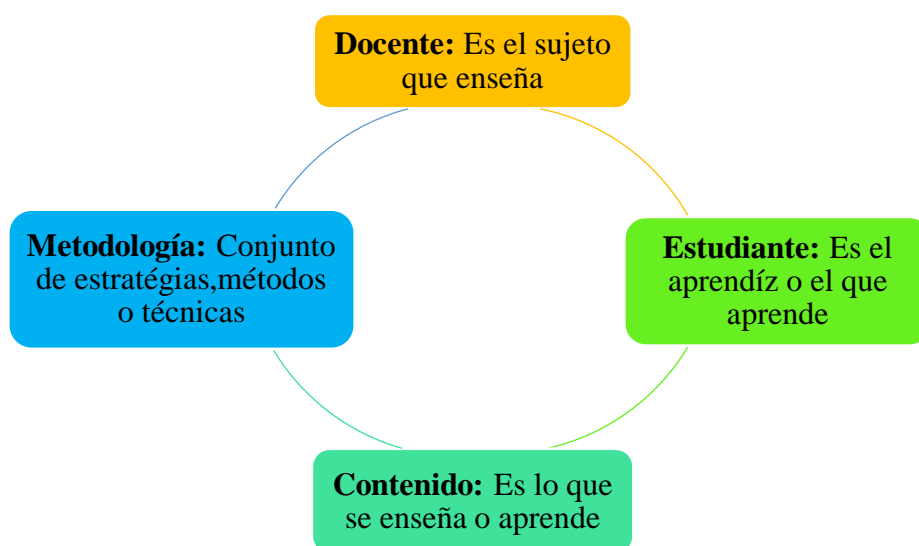 Docente: Es el sujeto
que enseña
Metodología: Conjunto
de estratégias,métodos
o técnicas
Estudiante: Es el
aprendíz o el que
aprende
Contenido: Es lo que
se enseña o aprende